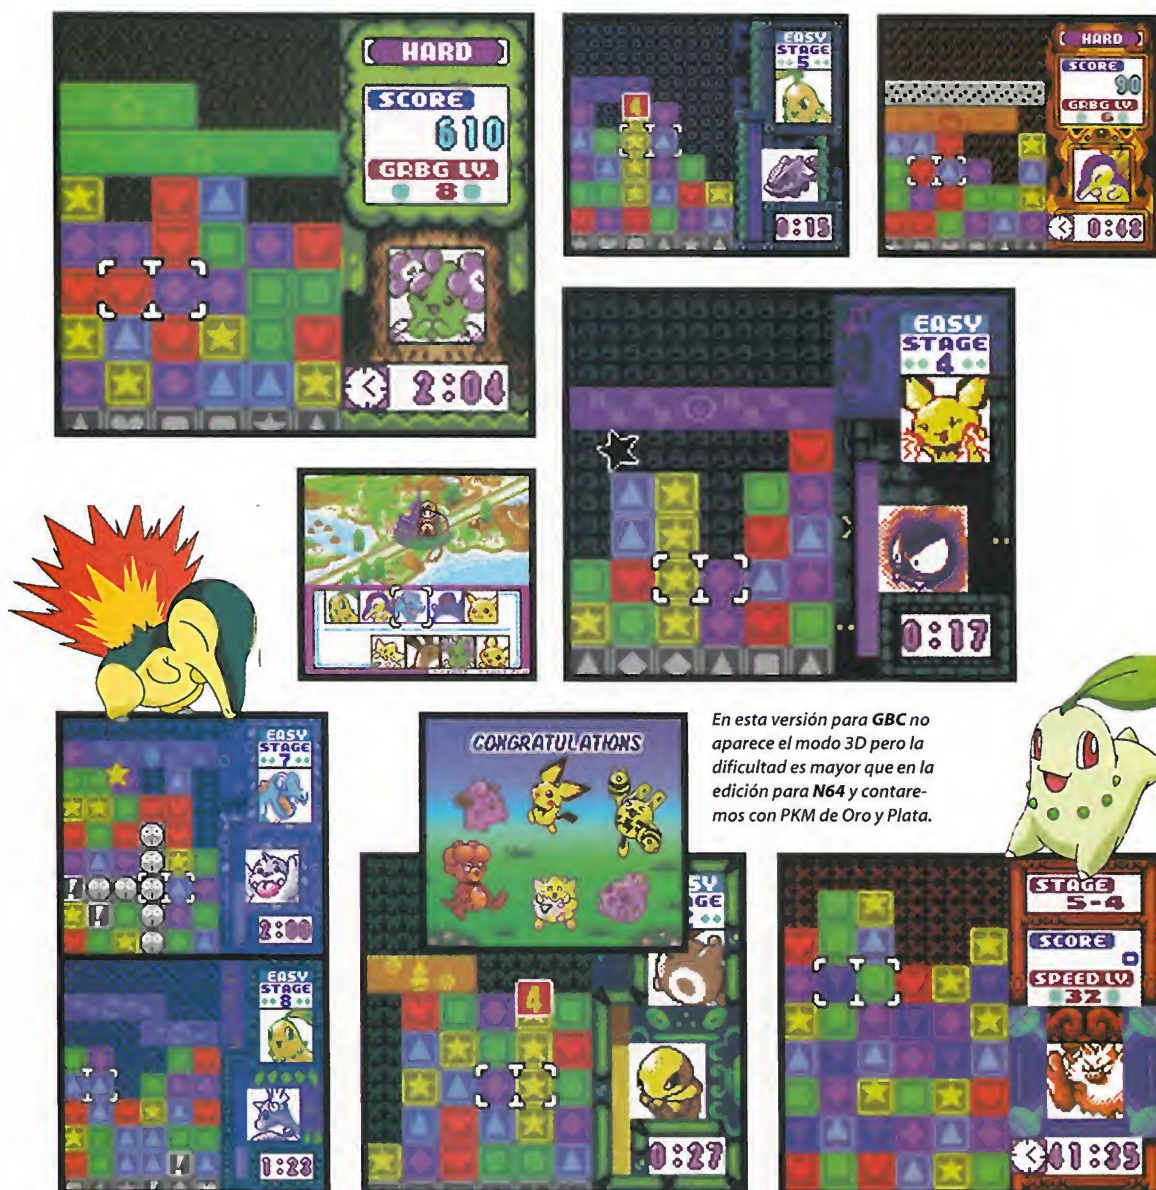 [ HARD ]
SCORE
610
GRBG LV.
8
2:04
EASY
STAGE
5
4
0:15
[ HARD ]
SCORE
90
GRBG LV.
6
0:48
EASY
STAGE
4
0:17
EASY
STAGE
7
2:00
EASY
STAGE
8
1:23
CONGRATULATIONS
En esta versión para GBC no
aparece el modo 3D pero la
dificultad es mayor que en la
edición para N64 y contare-
mos con PKM de Oro y Plata.
SY
GE
4
0:27
STAGE
5-4
SCORE
0
SPEED LV.
32
41:35